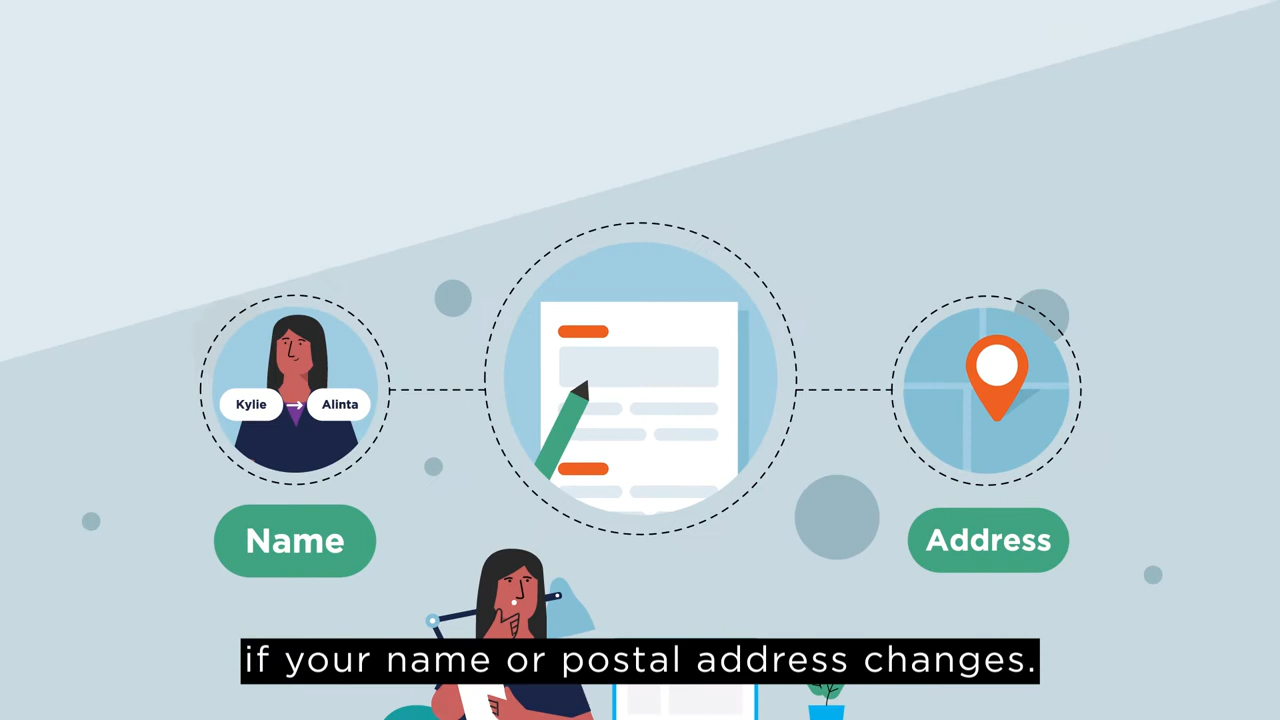 Kylie
Alinta
Name
Address
if your name or postal address changes.